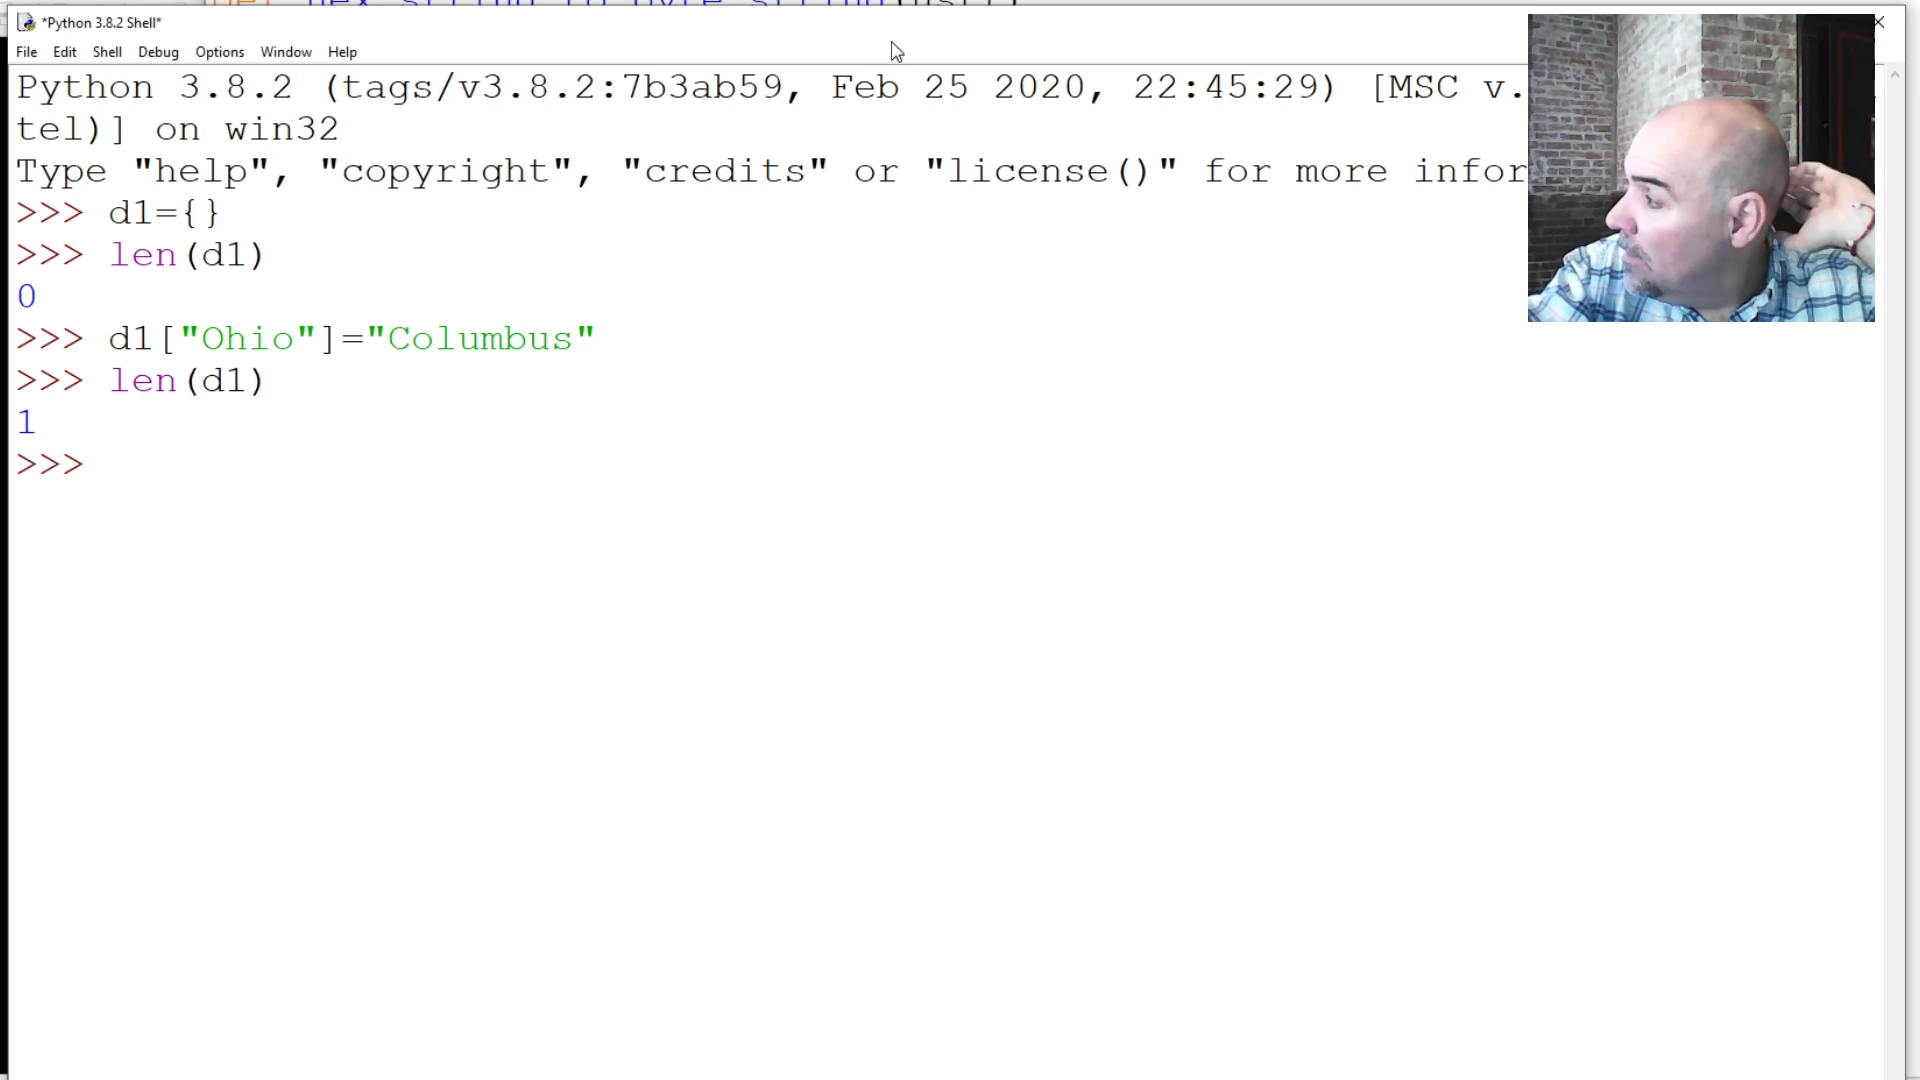 *Python 3.8.2 Shell*
File Edit Shell Debug Options Window Help
Python 3.8.2 (tags/v3.8.2:7b3ab59, Feb 25 2020, 22:45:29) [MSC v.
tel)] on win32
Type "help", "copyright", "credits" or "license()" for more infor
>>> d1={}
>>> len(d1)
0
>>> d1["Ohio"]="Columbus"
>>> len(d1)
1
>>>